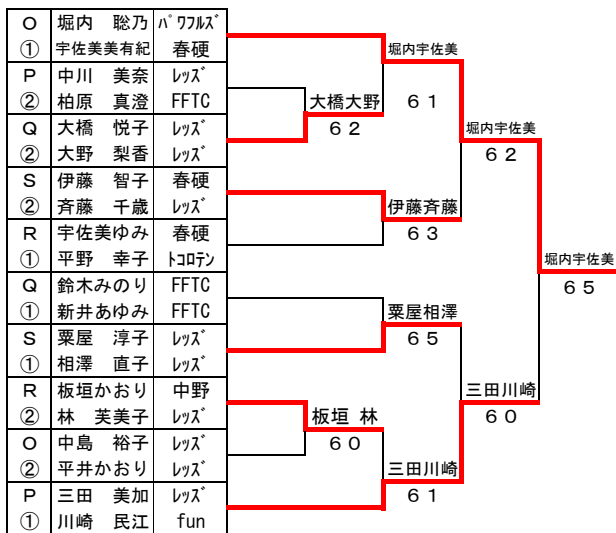 O 堀内 聡乃 パワフルズ
① 宇佐美美有紀 春硬
P 中川 美奈 レッズ
② 柏原 真澄 FFTC
Q 大橋 悦子 レッズ
② 大野 梨香 レッズ
S 伊藤 智子 春硬
② 斉藤 千歳 レッズ
R 宇佐美ゆみ 春硬
① 平野 幸子 トコロテン
Q 鈴木みのり FFTC
① 新井あゆみ FFTC
S 粟屋 淳子 レッズ
① 相澤 直子 レッズ
R 板垣かおり 中野
② 林 芙美子 レッズ
O 中島 裕子 レッズ
② 平井かおり レッズ
P 三田 美加 レッズ
① 川崎 民江 fun
大橋大野
62
板垣 林
60
堀内宇佐美
61
伊藤斉藤
63
粟屋相澤
65
三田川崎
61
堀内宇佐美
62
三田川崎
60
堀内宇佐美
65